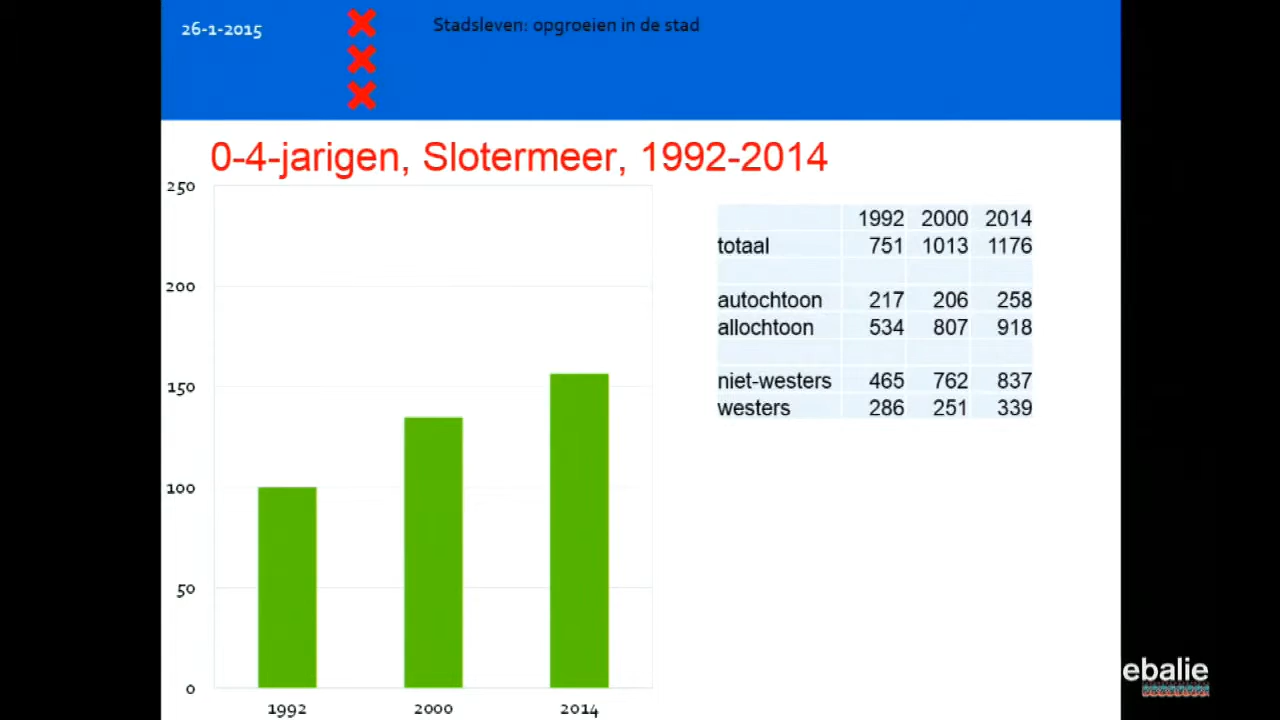 26-1-2015
Stadsleven: opgroeien in de stad
0-4-jarigen, Slotermeer, 1992-2014
250
200
150
100
50
0
1992 2000 2014
1992 2000 2014
totaal 751 1013 1176
autochtoon 217 206 258
allochtoon 534 807 918
niet-westers 465 762 837
westers 286 251 339
ebalie